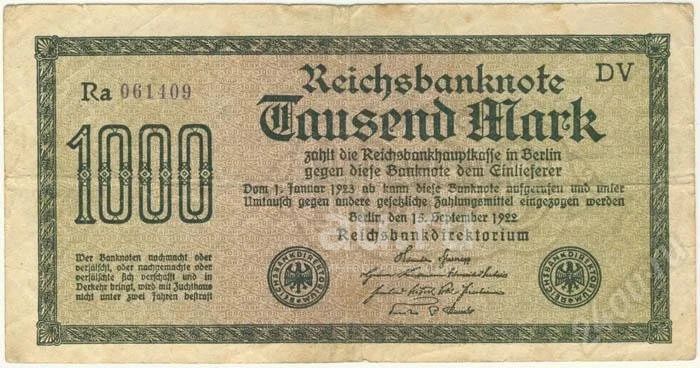 Ra 061409
DV
1000
Reichsbanknote
Tausend Mark
zahlt die Reichsbankhauptkasse in Berlin
gegen diese Banknote dem Einlieferer
Vom 1. Januar 1923 ab kann diese Banknote aufgerufen und unter
Umtausch gegen andere gesetzliche Zahlungsmittel eingezogen werden
Berlin, den 15. September 1922
Reichsbankdirektorium
Wer Banknoten nachmacht oder
verfälscht, oder nachgemachte oder
verfälschte sich verschafft und in
Verkehr bringt, wird mit Zuchthaus
nicht unter zwei Jahren bestraft
REICHSBANKDIREKTORIUM
REICHSBANKDIREKTORIUM